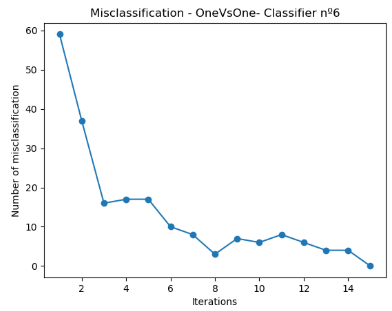 Misclassification - OneVsOne- Classifier nº6
Number of misclassification
60
50
40
30
20
10
0
2 4 6 8 10 12 14
Iterations